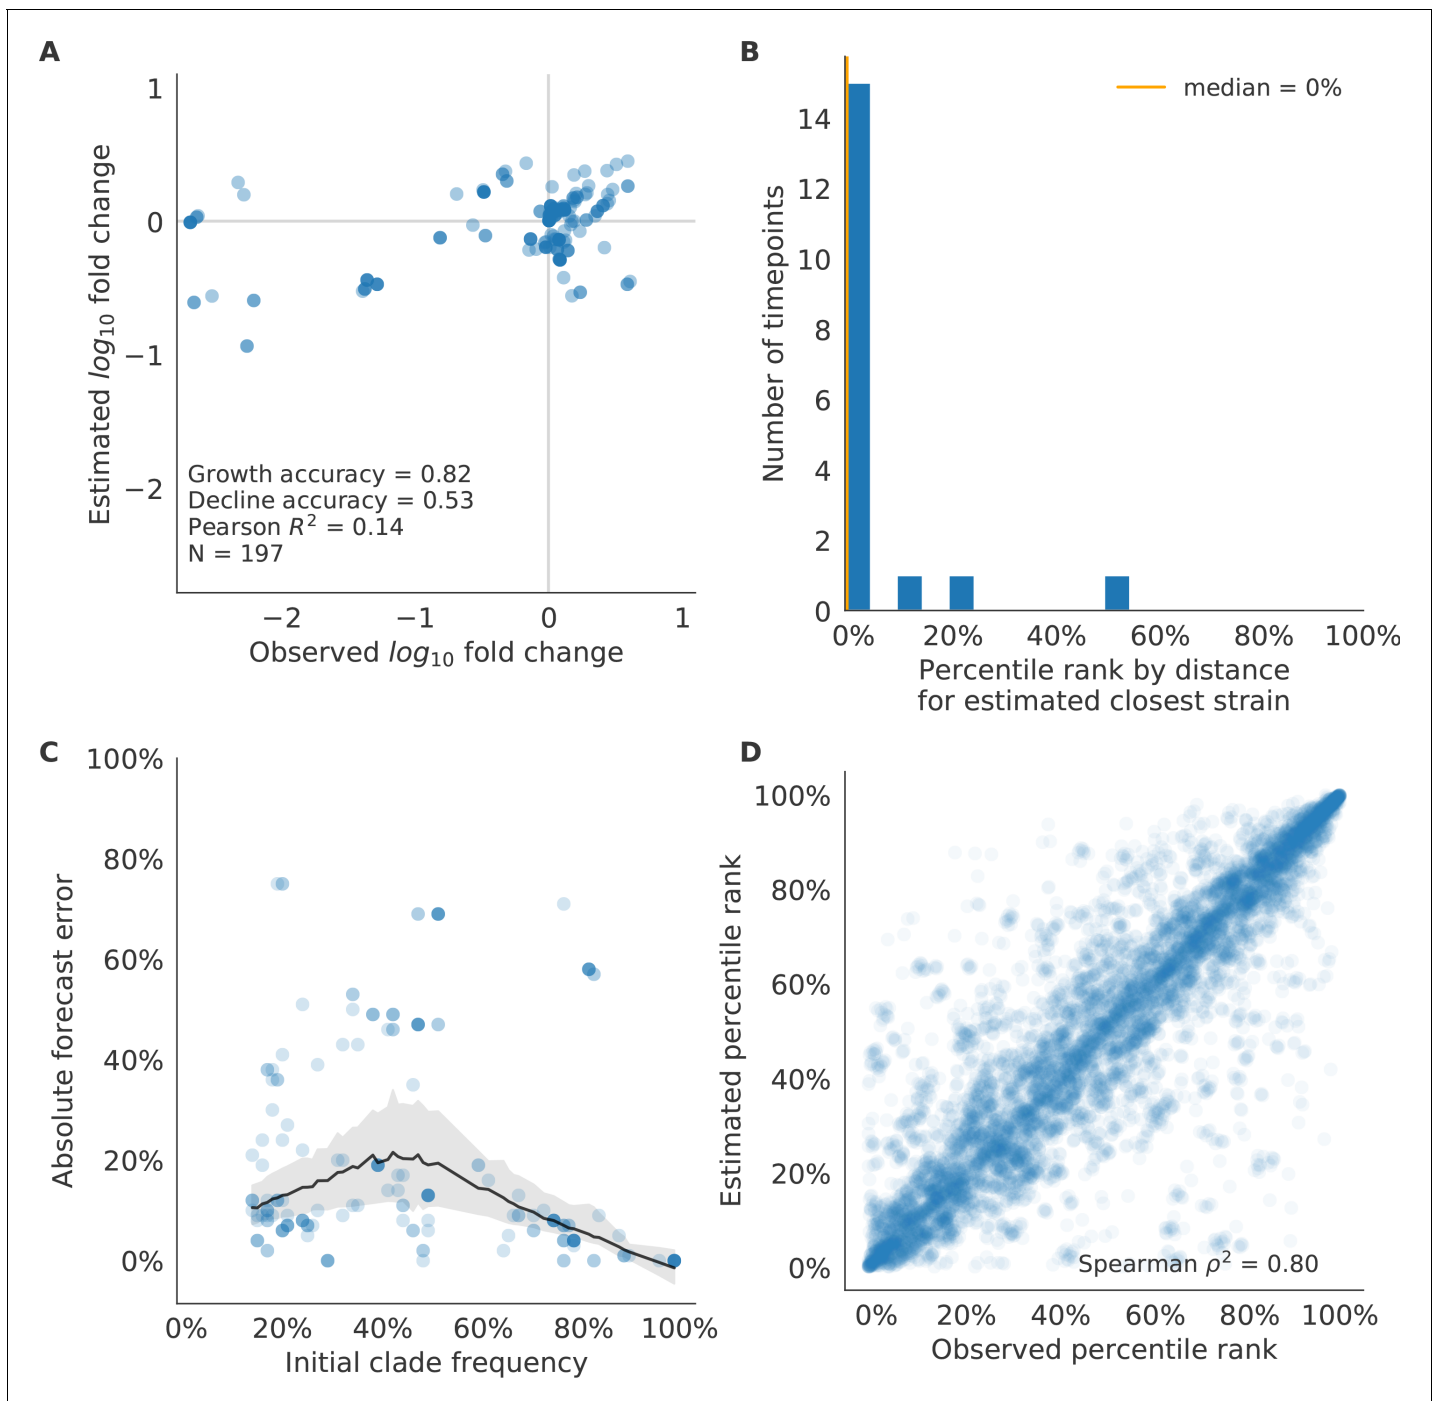 A
1
0
−1
−2
Estimated log10 fold change
Growth accuracy = 0.82
Decline accuracy = 0.53
Pearson R² = 0.14
N = 197
−2 −1 0 1
Observed log10 fold change
B
median = 0%
14
12
10
8
6
4
2
0
Number of timepoints
0% 20% 40% 60% 80% 100%
Percentile rank by distance
for estimated closest strain
C
100%
80%
60%
40%
20%
0%
Absolute forecast error
0% 20% 40% 60% 80% 100%
Initial clade frequency
D
100%
80%
60%
40%
20%
0%
Estimated percentile rank
Spearman ρ² = 0.80
0% 20% 40% 60% 80% 100%
Observed percentile rank